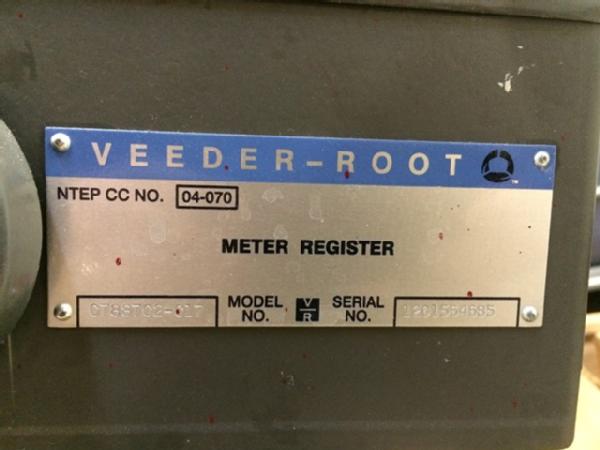 VEEDER-ROOT
NTEP CC NO. 04-070
METER REGISTER
MODEL NO. V/R SERIAL NO.